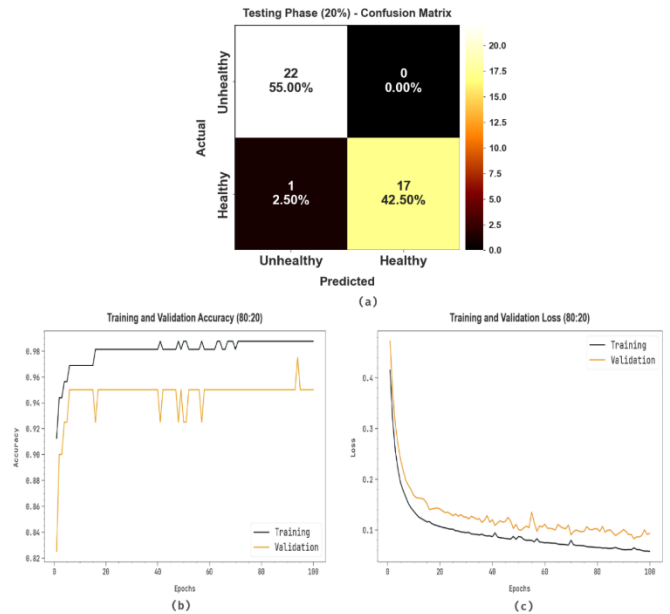 Testing Phase (20%) - Confusion Matrix
Actual
Unhealthy
22
55.00%
0
0.00%
Healthy
1
2.50%
17
42.50%
Unhealthy
Healthy
Predicted
20.0
17.5
15.0
12.5
10.0
7.5
5.0
2.5
0.0
(a)
Training and Validation Accuracy (80:20)
Accuracy
0.98
0.96
0.94
0.92
0.90
0.88
0.86
0.84
0.82
Training
Validation
0
20
40
60
80
100
Epochs
(b)
Training and Validation Loss (80:20)
Loss
0.4
0.3
0.2
0.1
Training
Validation
0
20
40
60
80
100
Epochs
(c)